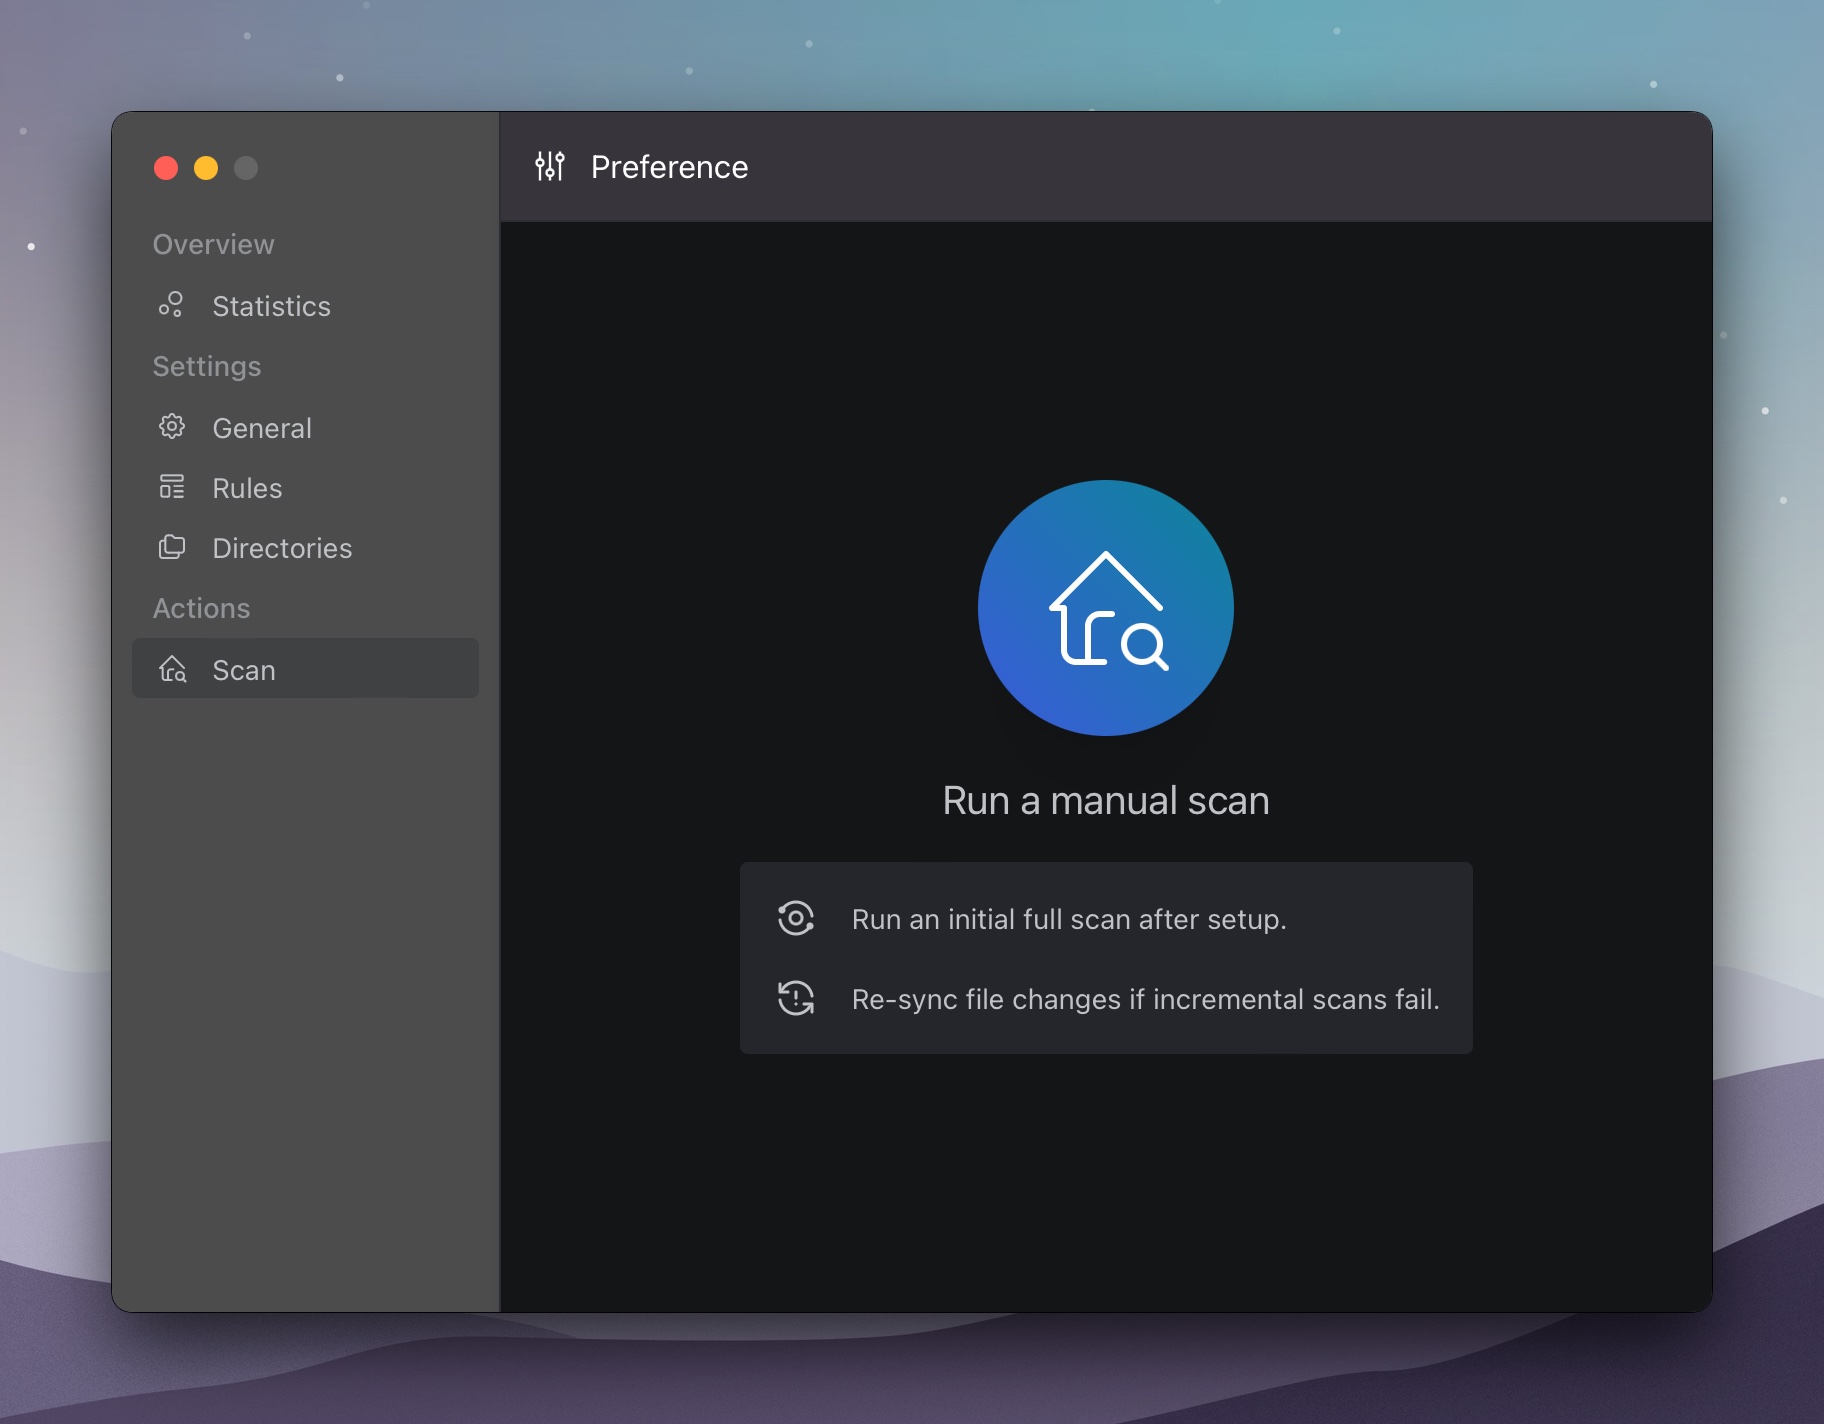 Preference
Overview
Statistics
Settings
General
Rules
Directories
Actions
Scan
Run a manual scan
Run an initial full scan after setup.
Re-sync file changes if incremental scans fail.